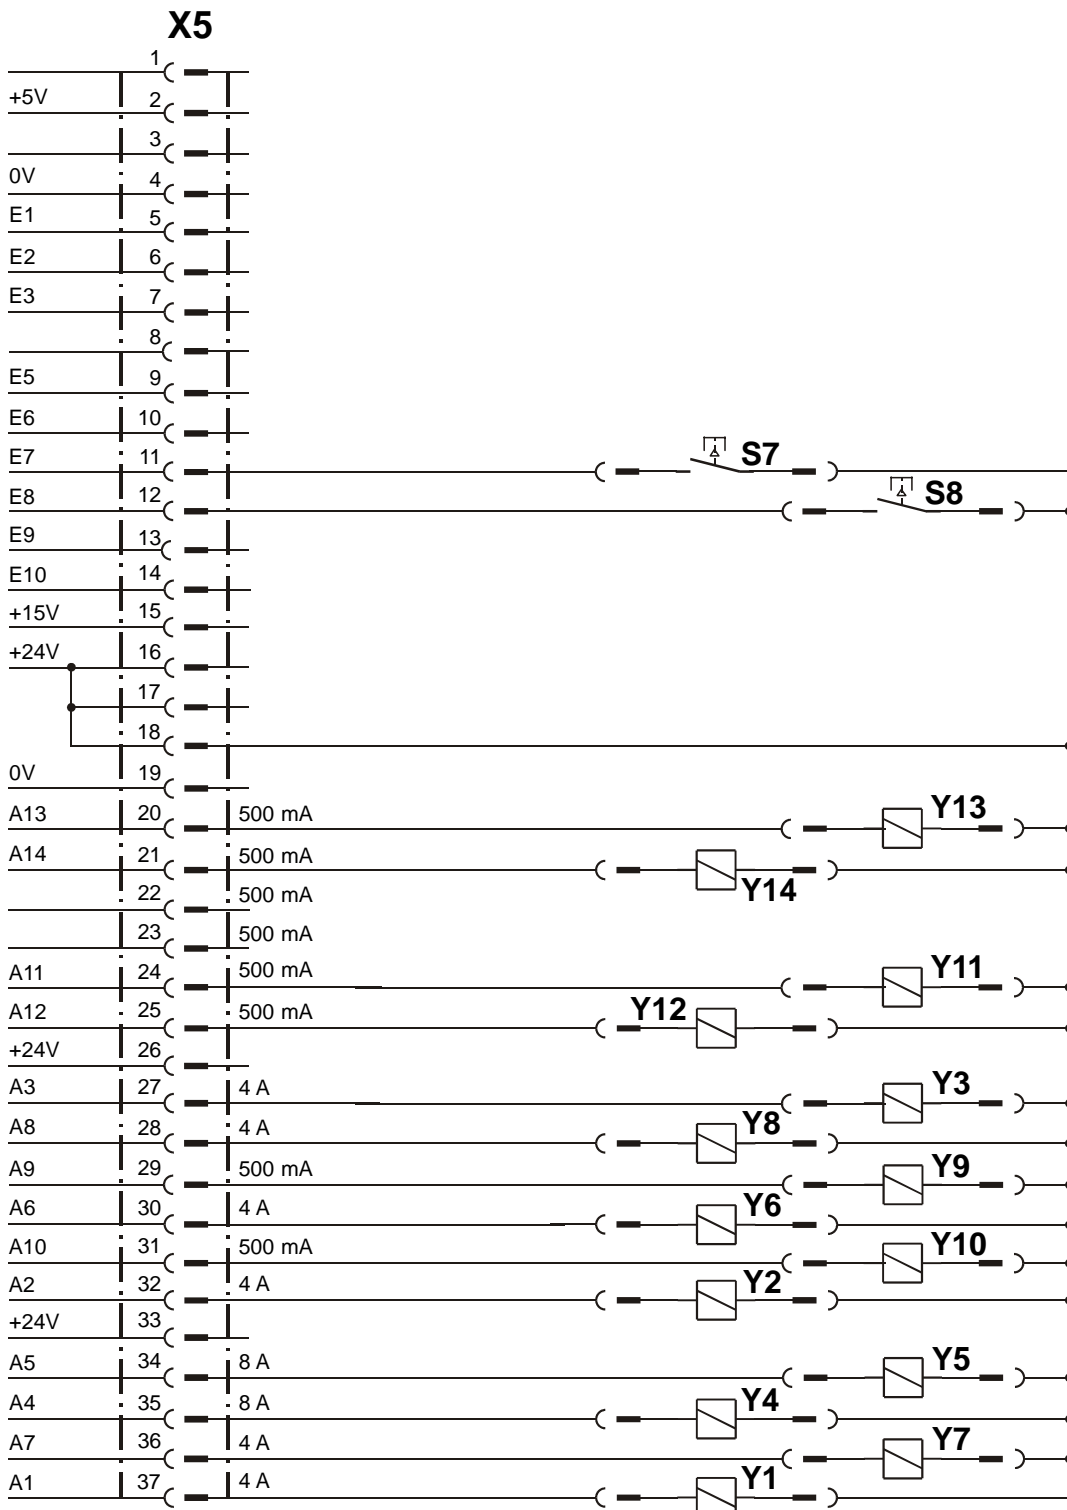 X5
1
+5V 2
3
0V 4
E1 5
E2 6
E3 7
8
E5 9
E6 10
E7 11 S7
E8 12 S8
E9 13
E10 14
+15V 15
+24V 16
17
18
0V 19
A13 20 500 mA Y13
A14 21 500 mA Y14
22 500 mA
23 500 mA
A11 24 500 mA Y11
A12 25 500 mA Y12
+24V 26
A3 27 4 A Y3
A8 28 4 A Y8
A9 29 500 mA Y9
A6 30 4 A Y6
A10 31 500 mA Y10
A2 32 4 A Y2
+24V 33
A5 34 8 A Y5
A4 35 8 A Y4
A7 36 4 A Y7
A1 37 4 A Y1